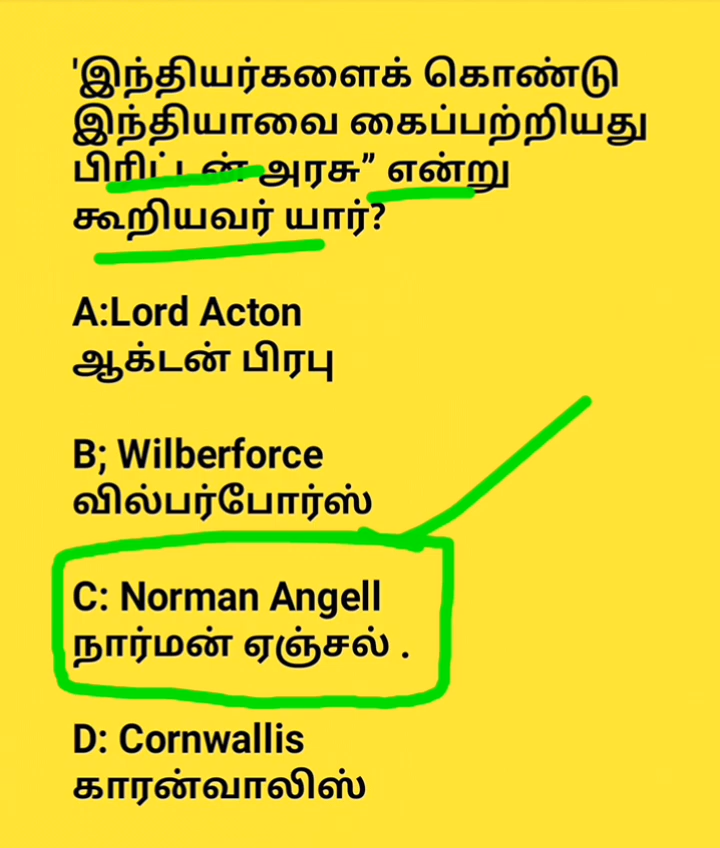 'இந்தியர்களைக் கொண்டு
இந்தியாவை கைப்பற்றியது
பிரிட்டன் அரசு” என்று
கூறியவர் யார்?
A:Lord Acton
ஆக்டன் பிரபு
B; Wilberforce
வில்பர்போர்ஸ்
C: Norman Angell
நார்மன் ஏஞ்சல் .
D: Cornwallis
காரன்வாலிஸ்